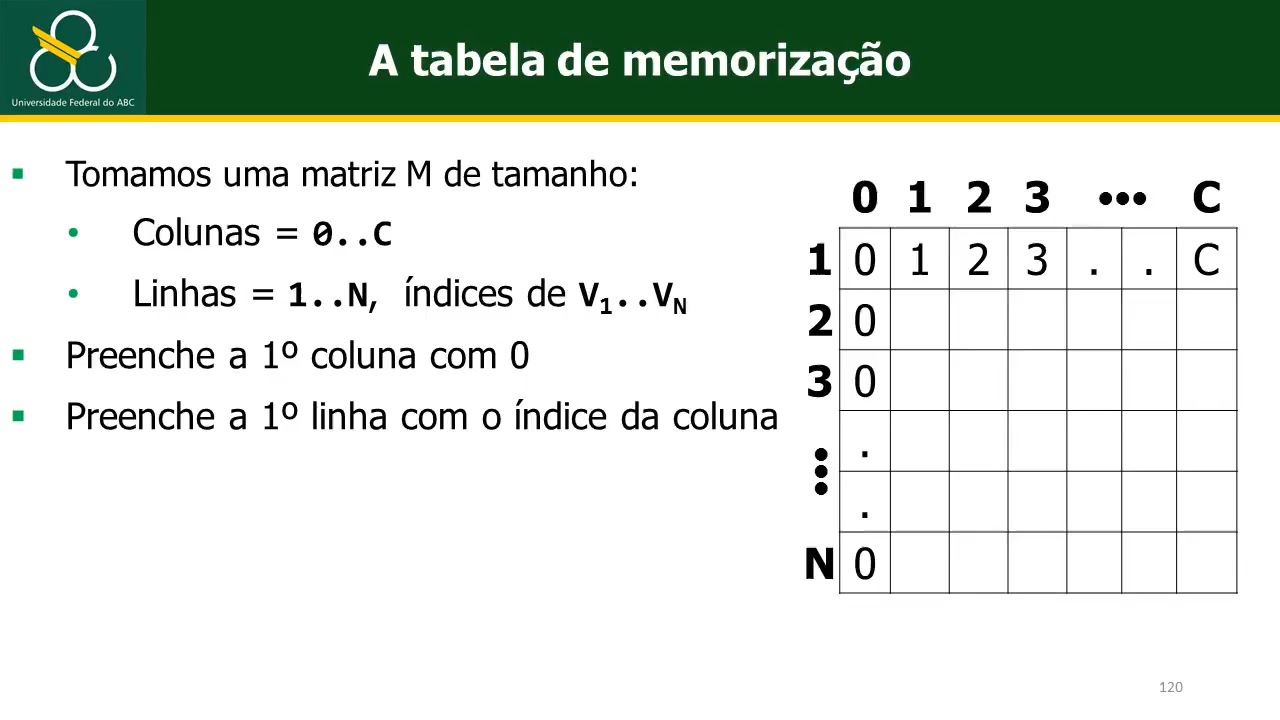 A tabela de memorização
Universidade Federal do ABC
▪ Tomamos uma matriz M de tamanho:
• Colunas = 0..C
• Linhas = 1..N, índices de V₁..V_N
▪ Preenche a 1º coluna com 0
▪ Preenche a 1º linha com o índice da coluna
0 1 2 3 ••• C
1 0 1 2 3 . . C
2 0
3 0
.
.
N 0
120